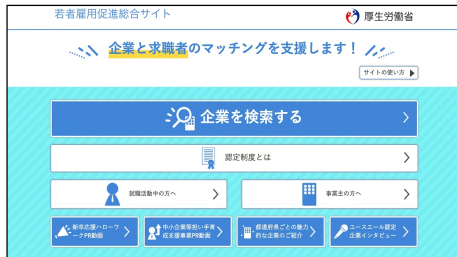 若者雇用促進総合サイト
厚生労働省
企業と求職者のマッチングを支援します！
サイトの使い方
企業を検索する
認定制度とは
就職活動中の方へ
事業主の方へ
新卒応援ハローワ
ークPR動画
中小企業等担い手育
成支援事業PR動画
都道府県ごとの魅力
的な企業のご紹介
ユースエール認定
企業インタビュー